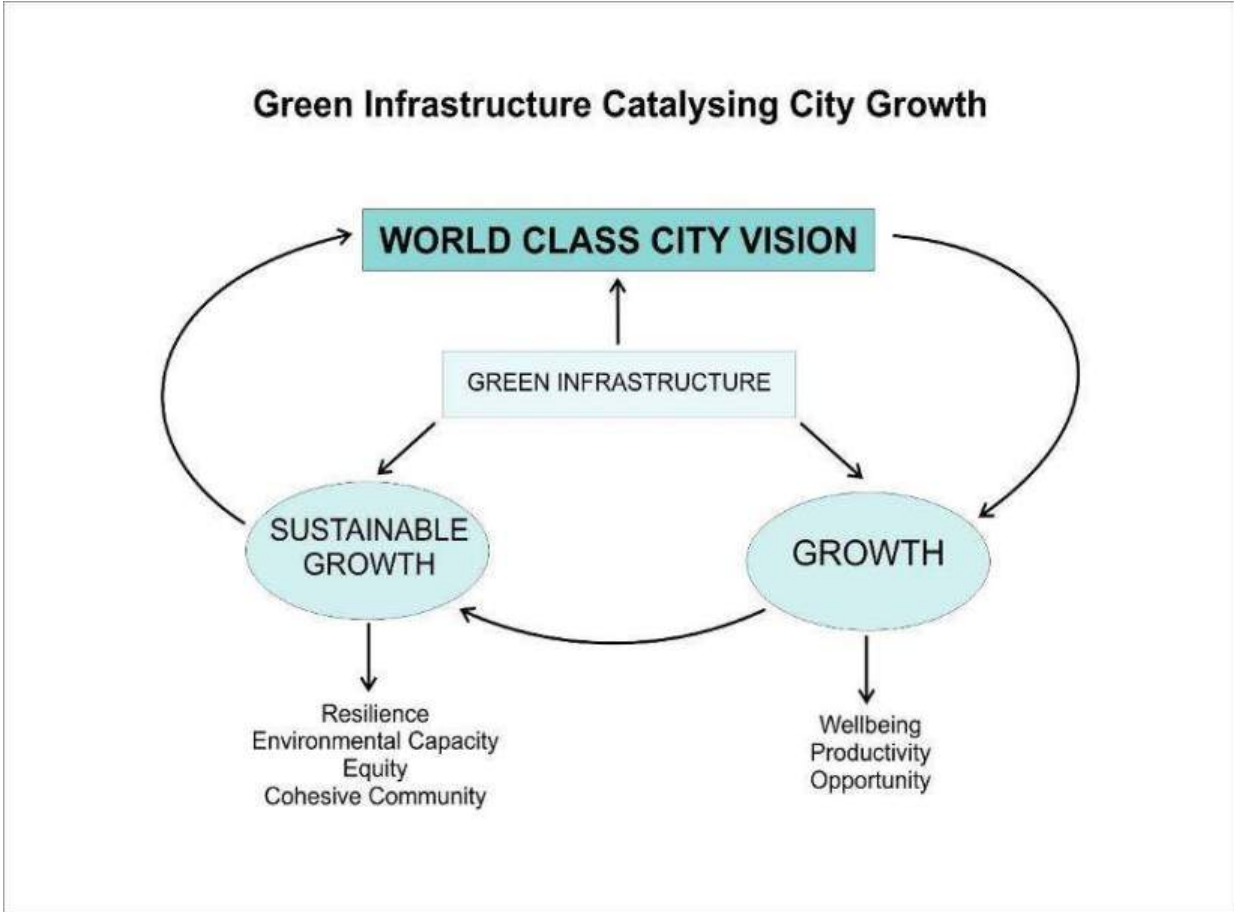 Green Infrastructure Catalysing City Growth
WORLD CLASS CITY VISION
GREEN INFRASTRUCTURE
SUSTAINABLE
GROWTH
GROWTH
Resilience
Environmental Capacity
Equity
Cohesive Community
Wellbeing
Productivity
Opportunity